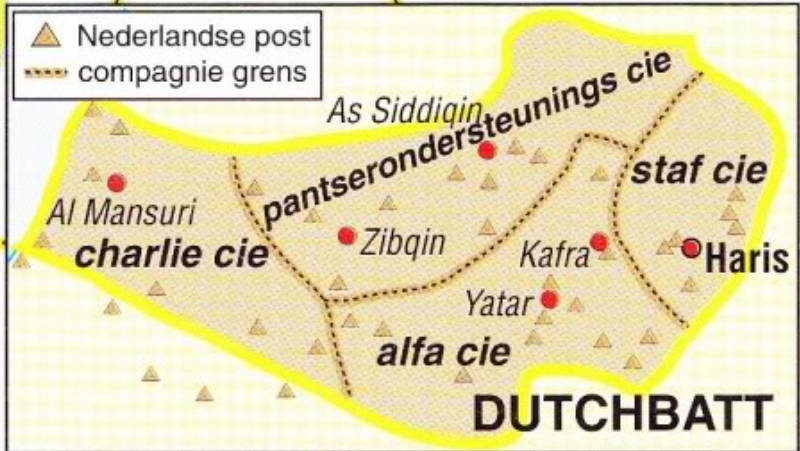 Nederlandse post
compagnie grens
As Siddiqin
pantserondersteunings cie
staf cie
Al Mansuri
charlie cie
Zibqin
Kafra
Haris
Yatar
alfa cie
DUTCHBATT